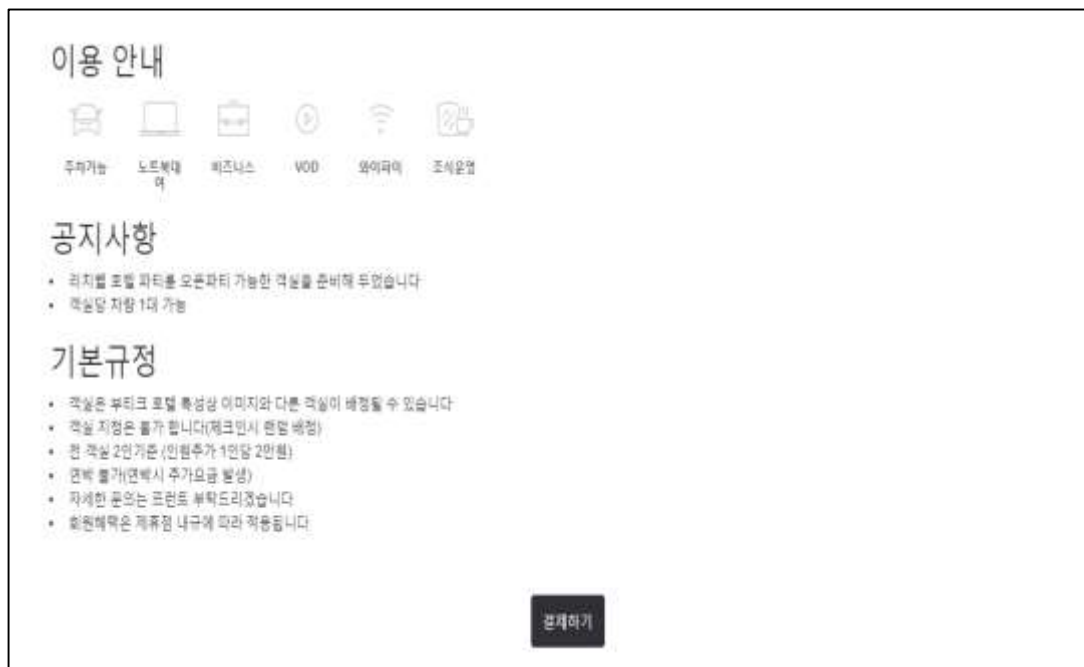 이용 안내
주차가능 노트북대여 비즈니스 VOD 와이파이 조식운영
공지사항
• 리치웰 호텔 파티룸 오픈파티 가능한 객실을 준비해 두었습니다
• 객실당 차량 1대 가능
기본규정
• 객실은 부티크 호텔 특성상 이미지와 다른 객실이 배정될 수 있습니다
• 객실 지정은 불가 합니다(체크인시 랜덤 배정)
• 전 객실 2인기준 (인원추가 1인당 2만원)
• 연박 불가(연박시 추가요금 발생)
• 자세한 문의는 프런트 부탁드리겠습니다
• 회원혜택은 제휴점 내규에 따라 적용됩니다
결제하기